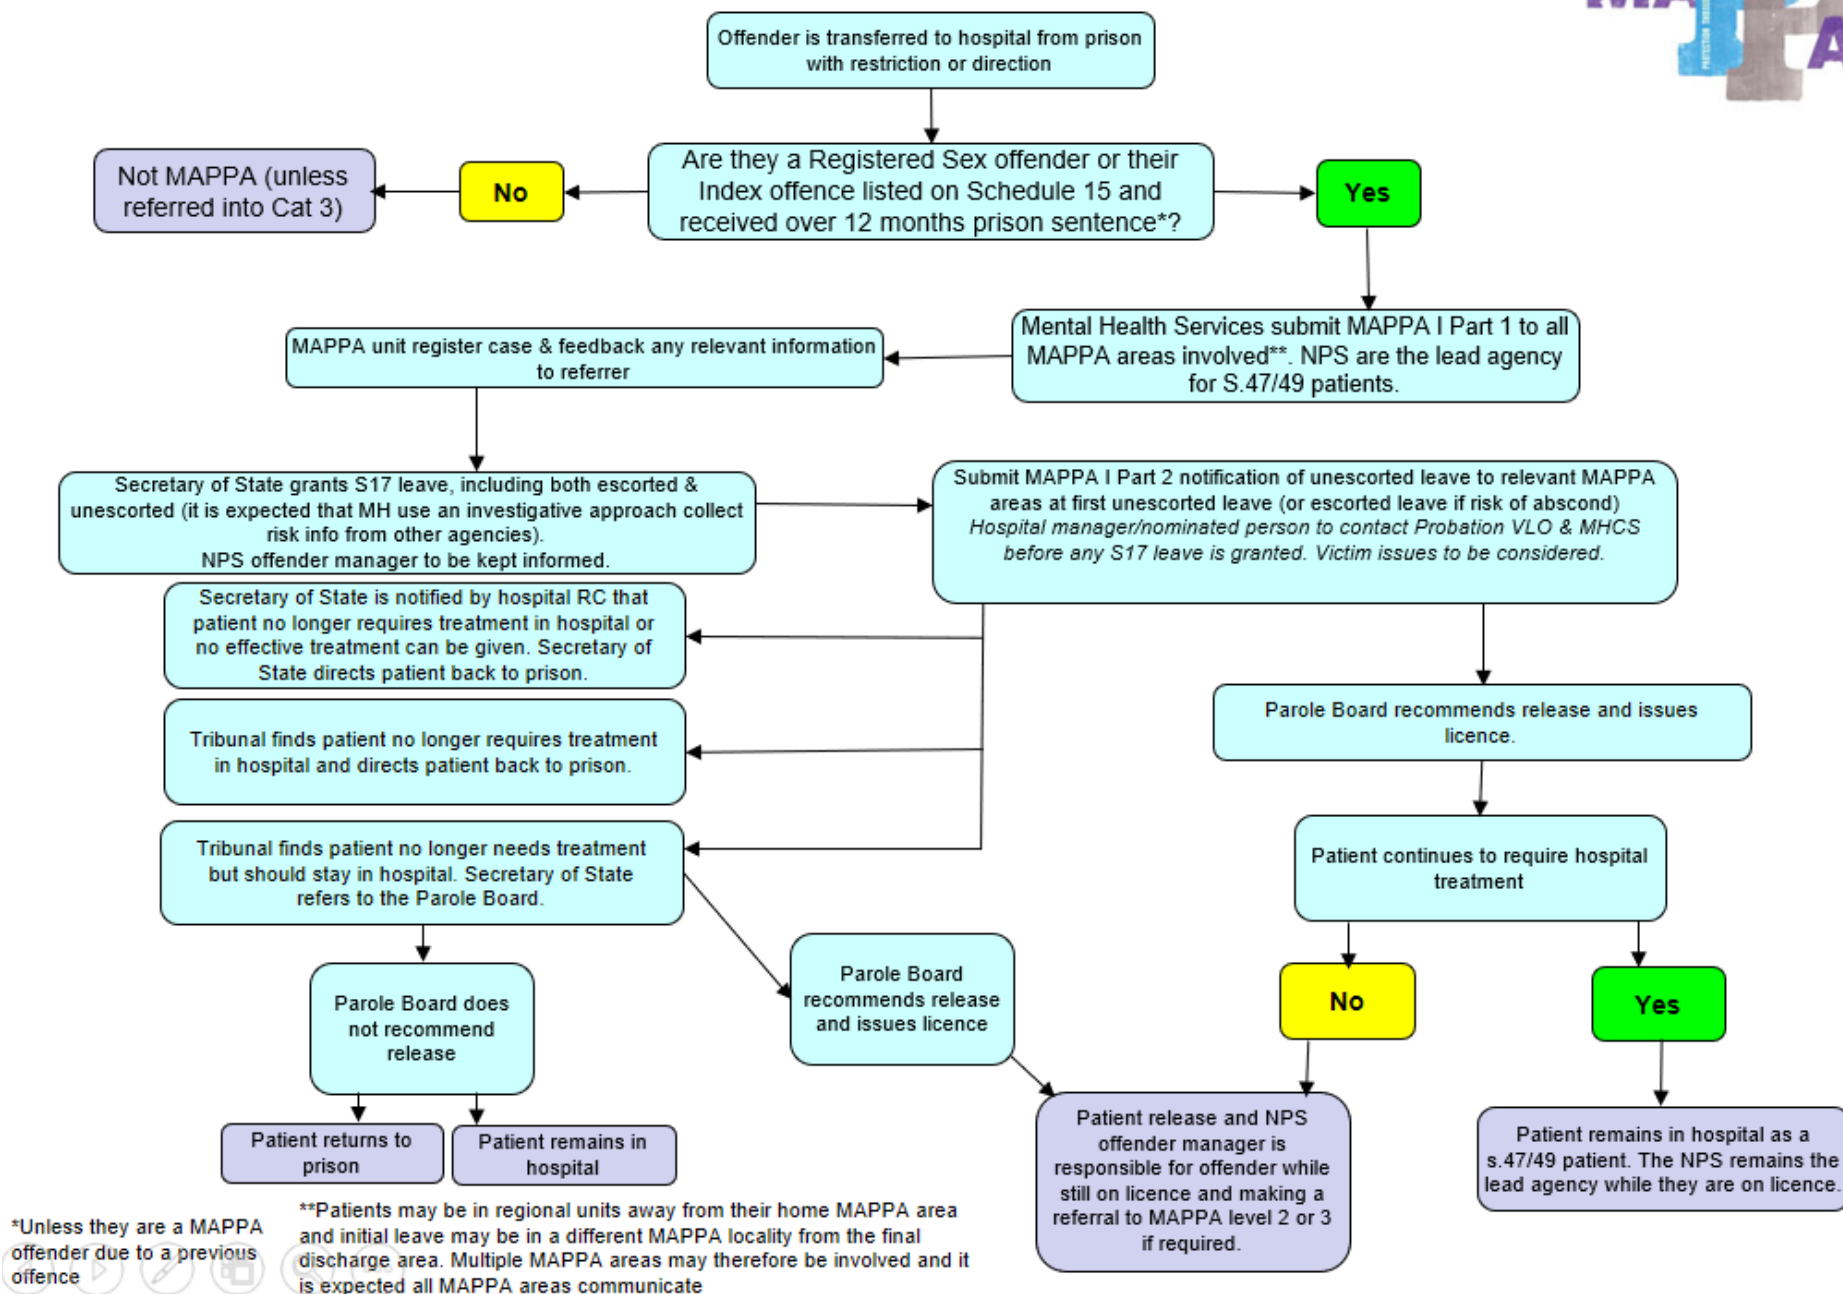 Offender is transferred to hospital from prison
with restriction or direction
Not MAPPA (unless
referred into Cat 3)
No
Are they a Registered Sex offender or their
Index offence listed on Schedule 15 and
received over 12 months prison sentence*?
Yes
MAPPA unit register case & feedback any relevant information
to referrer
Mental Health Services submit MAPPA I Part 1 to all
MAPPA areas involved**. NPS are the lead agency
for S.47/49 patients.
Secretary of State grants S17 leave, including both escorted &
unescorted (it is expected that MH use an investigative approach collect
risk info from other agencies).
NPS offender manager to be kept informed.
Submit MAPPA I Part 2 notification of unescorted leave to relevant MAPPA
areas at first unescorted leave (or escorted leave if risk of abscond)
Hospital manager/nominated person to contact Probation VLO & MHCS
before any S17 leave is granted. Victim issues to be considered.
Secretary of State is notified by hospital RC that
patient no longer requires treatment in hospital or
no effective treatment can be given. Secretary of
State directs patient back to prison.
Tribunal finds patient no longer requires treatment
in hospital and directs patient back to prison.
Parole Board recommends release and issues
licence.
Tribunal finds patient no longer needs treatment
but should stay in hospital. Secretary of State
refers to the Parole Board.
Patient continues to require hospital
treatment
Parole Board does
not recommend
release
Parole Board
recommends release
and issues licence
No
Yes
Patient returns to
prison
Patient remains in
hospital
Patient release and NPS
offender manager is
responsible for offender while
still on licence and making a
referral to MAPPA level 2 or 3
if required.
Patient remains in hospital as a
s.47/49 patient. The NPS remains the
lead agency while they are on licence.
*Unless they are a MAPPA
offender due to a previous
offence
**Patients may be in regional units away from their home MAPPA area
and initial leave may be in a different MAPPA locality from the final
discharge area. Multiple MAPPA areas may therefore be involved and it
is expected all MAPPA areas communicate